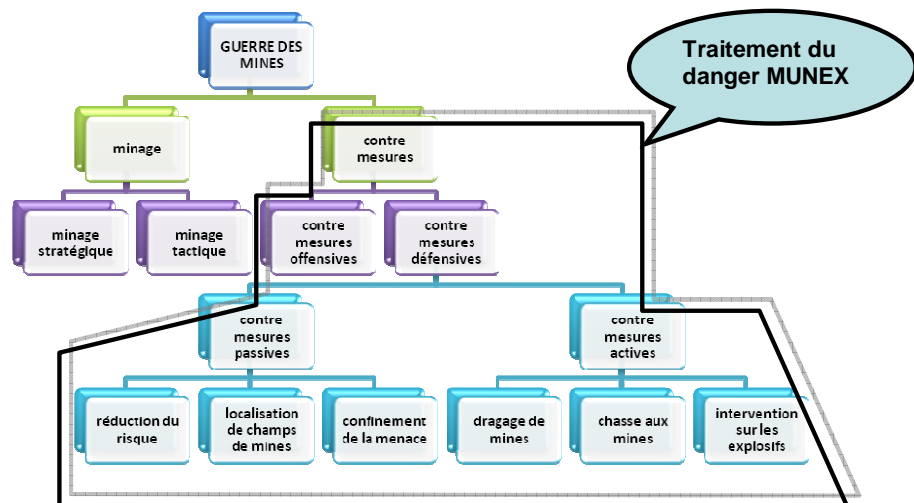 GUERRE DES
MINES
Traitement du
danger MUNEX
minage
contre
mesures
minage
stratégique
minage
tactique
contre
mesures
offensives
contre
mesures
défensives
contre
mesures
passives
contre
mesures
actives
réduction du
risque
localisation
de champs
de mines
confinement
de la menace
dragage de
mines
chasse aux
mines
intervention
sur les
explosifs